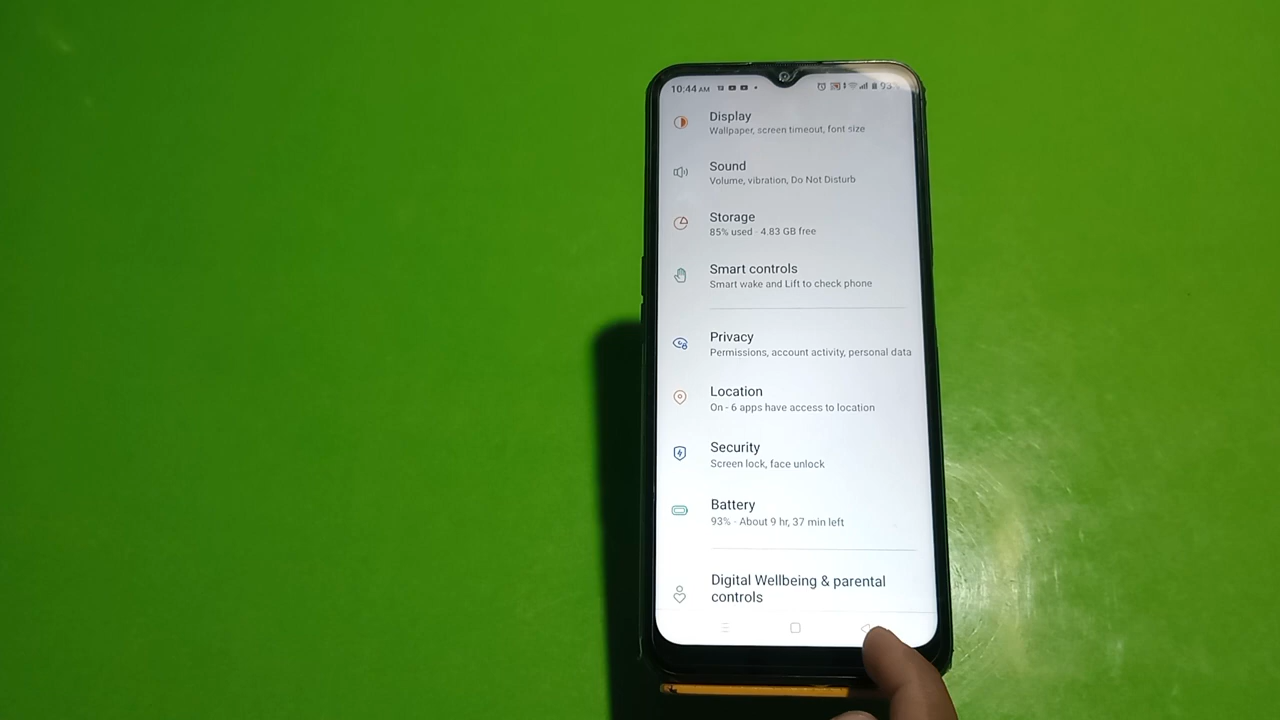 10:44 AM 93
Display
Wallpaper, screen timeout, font size
Sound
Volume, vibration, Do Not Disturb
Storage
85% used · 4.83 GB free
Smart controls
Smart wake and Lift to check phone
Privacy
Permissions, account activity, personal data
Location
On - 6 apps have access to location
Security
Screen lock, face unlock
Battery
93% · About 9 hr, 37 min left
Digital Wellbeing & parental
controls